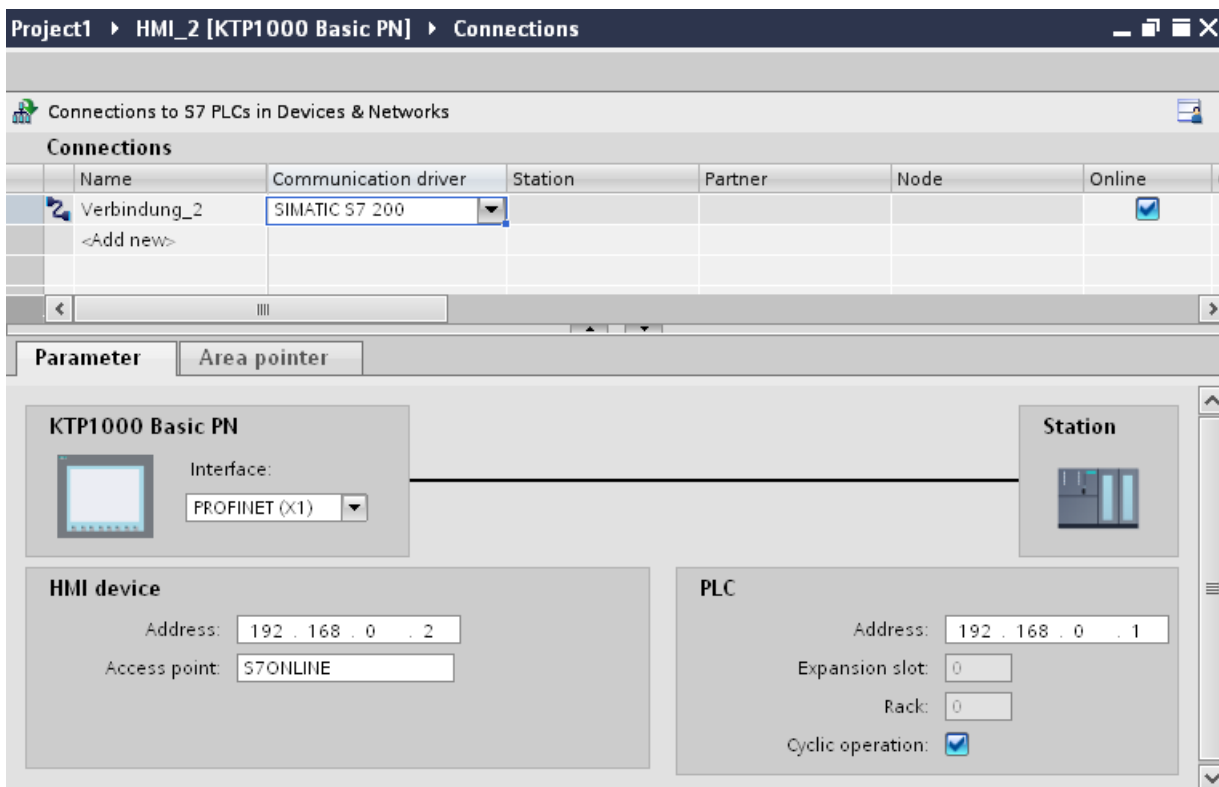 Project1 ▸ HMI_2 [KTP1000 Basic PN] ▸ Connections
Connections to S7 PLCs in Devices & Networks
Connections
Name Communication driver Station Partner Node Online
Verbindung_2 SIMATIC S7 200
<Add new>
Parameter Area pointer
KTP1000 Basic PN
Interface:
PROFINET (X1)
Station
HMI device
Address: 192 . 168 . 0 . 2
Access point: S7ONLINE
PLC
Address: 192 . 168 . 0 . 1
Expansion slot: 0
Rack: 0
Cyclic operation: